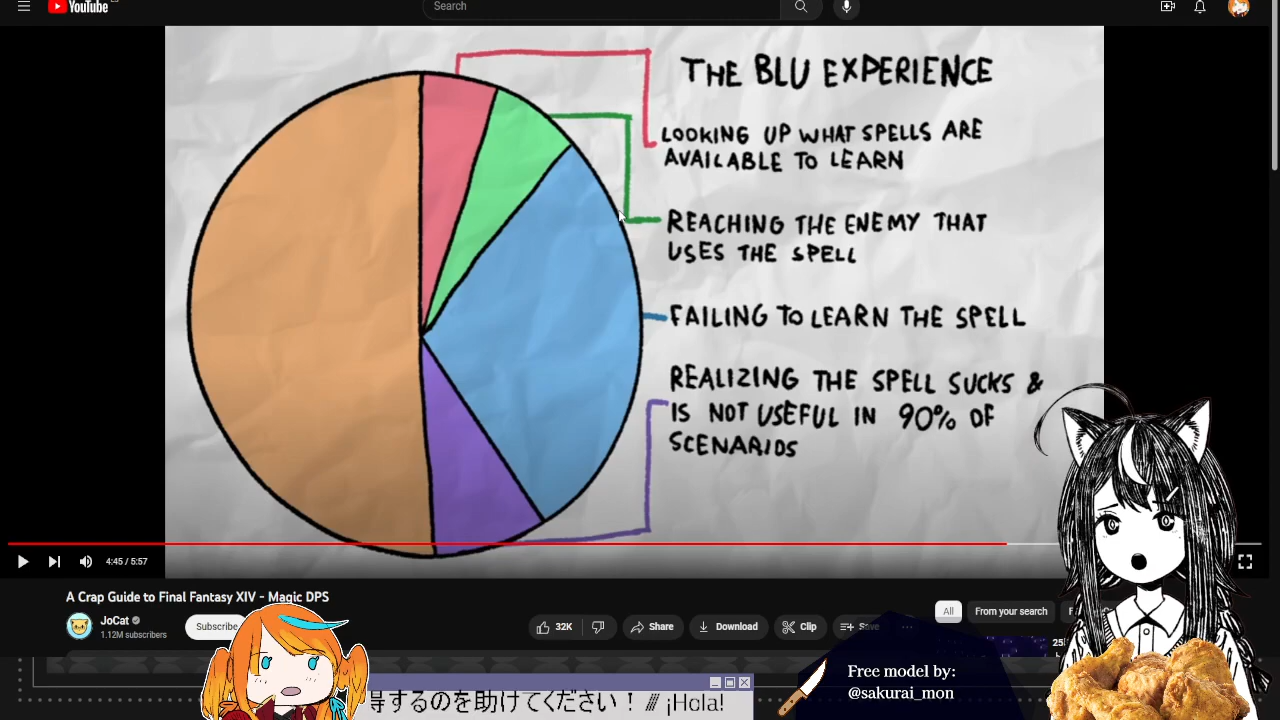 YouTube
Search
THE BLU EXPERIENCE
LOOKING UP WHAT SPELLS ARE
AVAILABLE TO LEARN
REACHING THE ENEMY THAT
USES THE SPELL
FAILING TO LEARN THE SPELL
REALIZING THE SPELL SUCKS &
IS NOT USEFUL IN 90% OF
SCENARIOS
4:45 / 5:57
A Crap Guide to Final Fantasy XIV - Magic DPS
JoCat
1.12M subscribers
Subscribe
32K
Share
Download
Clip
Save
All
From your search
25
Free model by:
@sakurai_mon
得するのを助けてください！ /// ¡Hola!